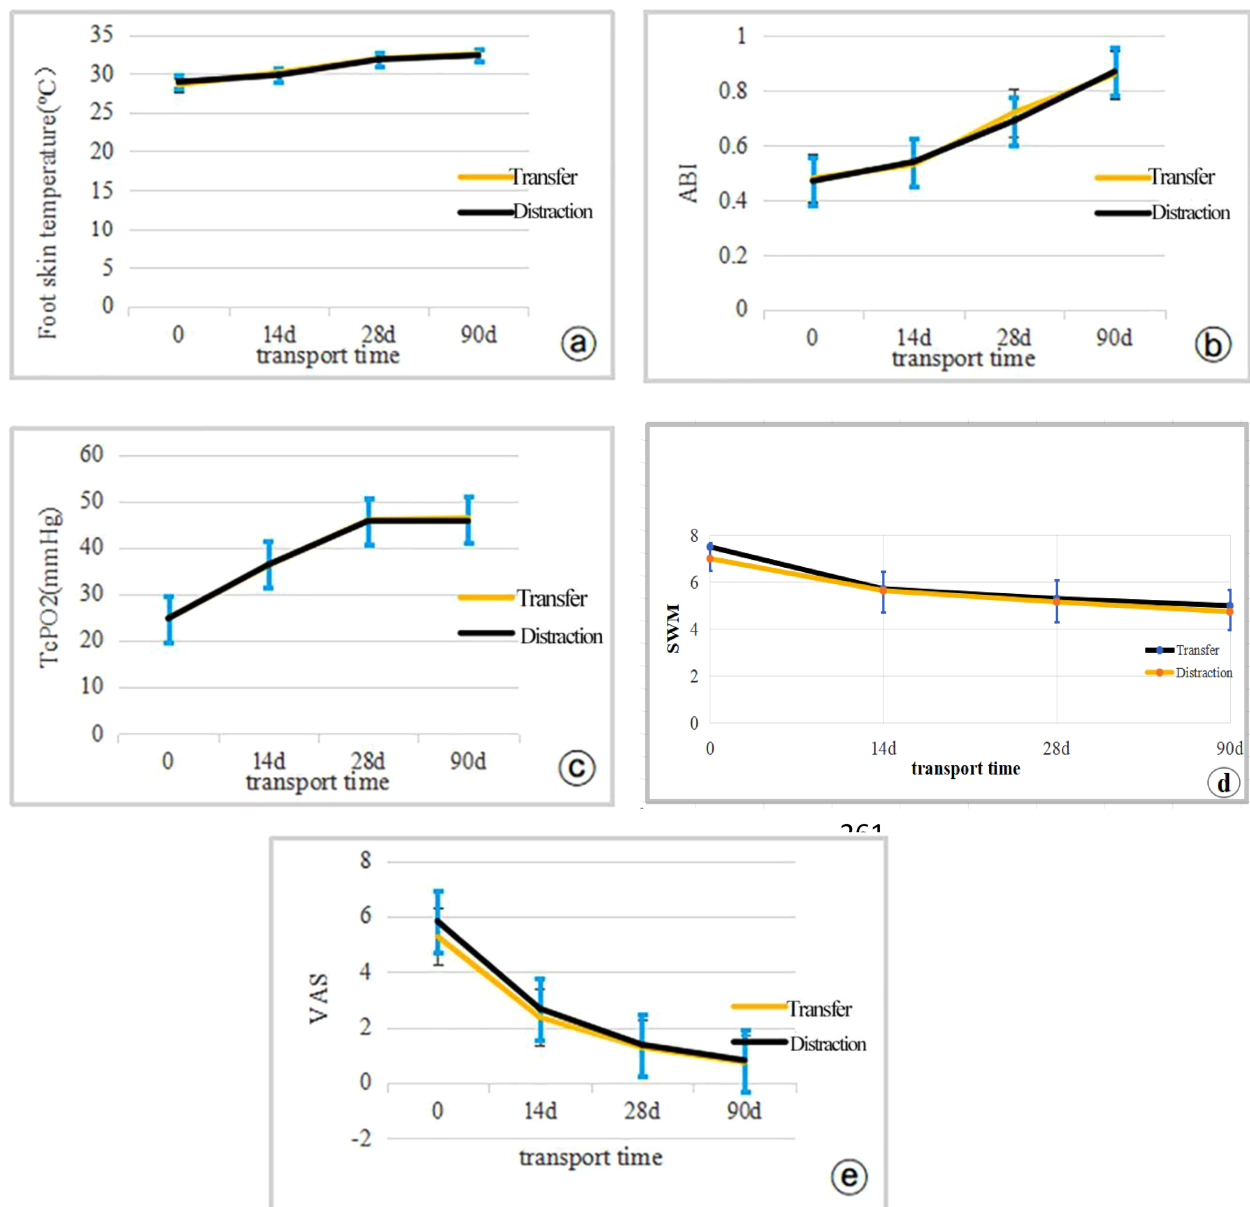 35
30
25
20
15
10
5
0
Foot skin temperature(ºC)
Transfer
Distraction
0 14d 28d 90d
transport time
a
1
0.8
0.6
0.4
0.2
0
ABI
Transfer
Distraction
0 14d 28d 90d
transport time
b
60
50
40
30
20
10
0
TcPO2(mmHg)
Transfer
Distraction
0 14d 28d 90d
transport time
c
8
6
4
2
0
SWM
Transfer
Distraction
0 14d 28d 90d
transport time
d
8
6
4
2
0
-2
VAS
Transfer
Distraction
0 14d 28d 90d
transport time
e